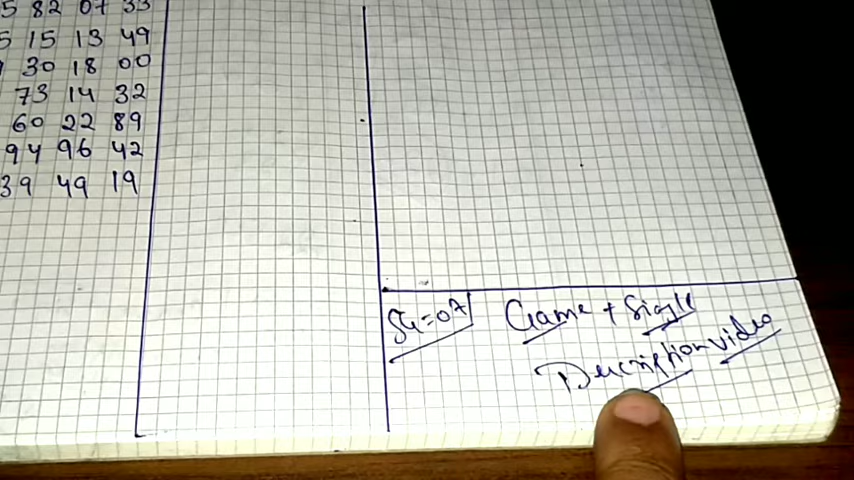 5 82 07 33
5 15 13 49
30 18 00
73 14 32
60 22 89
94 96 42
39 49 19
84=07 Game + Single
Description video